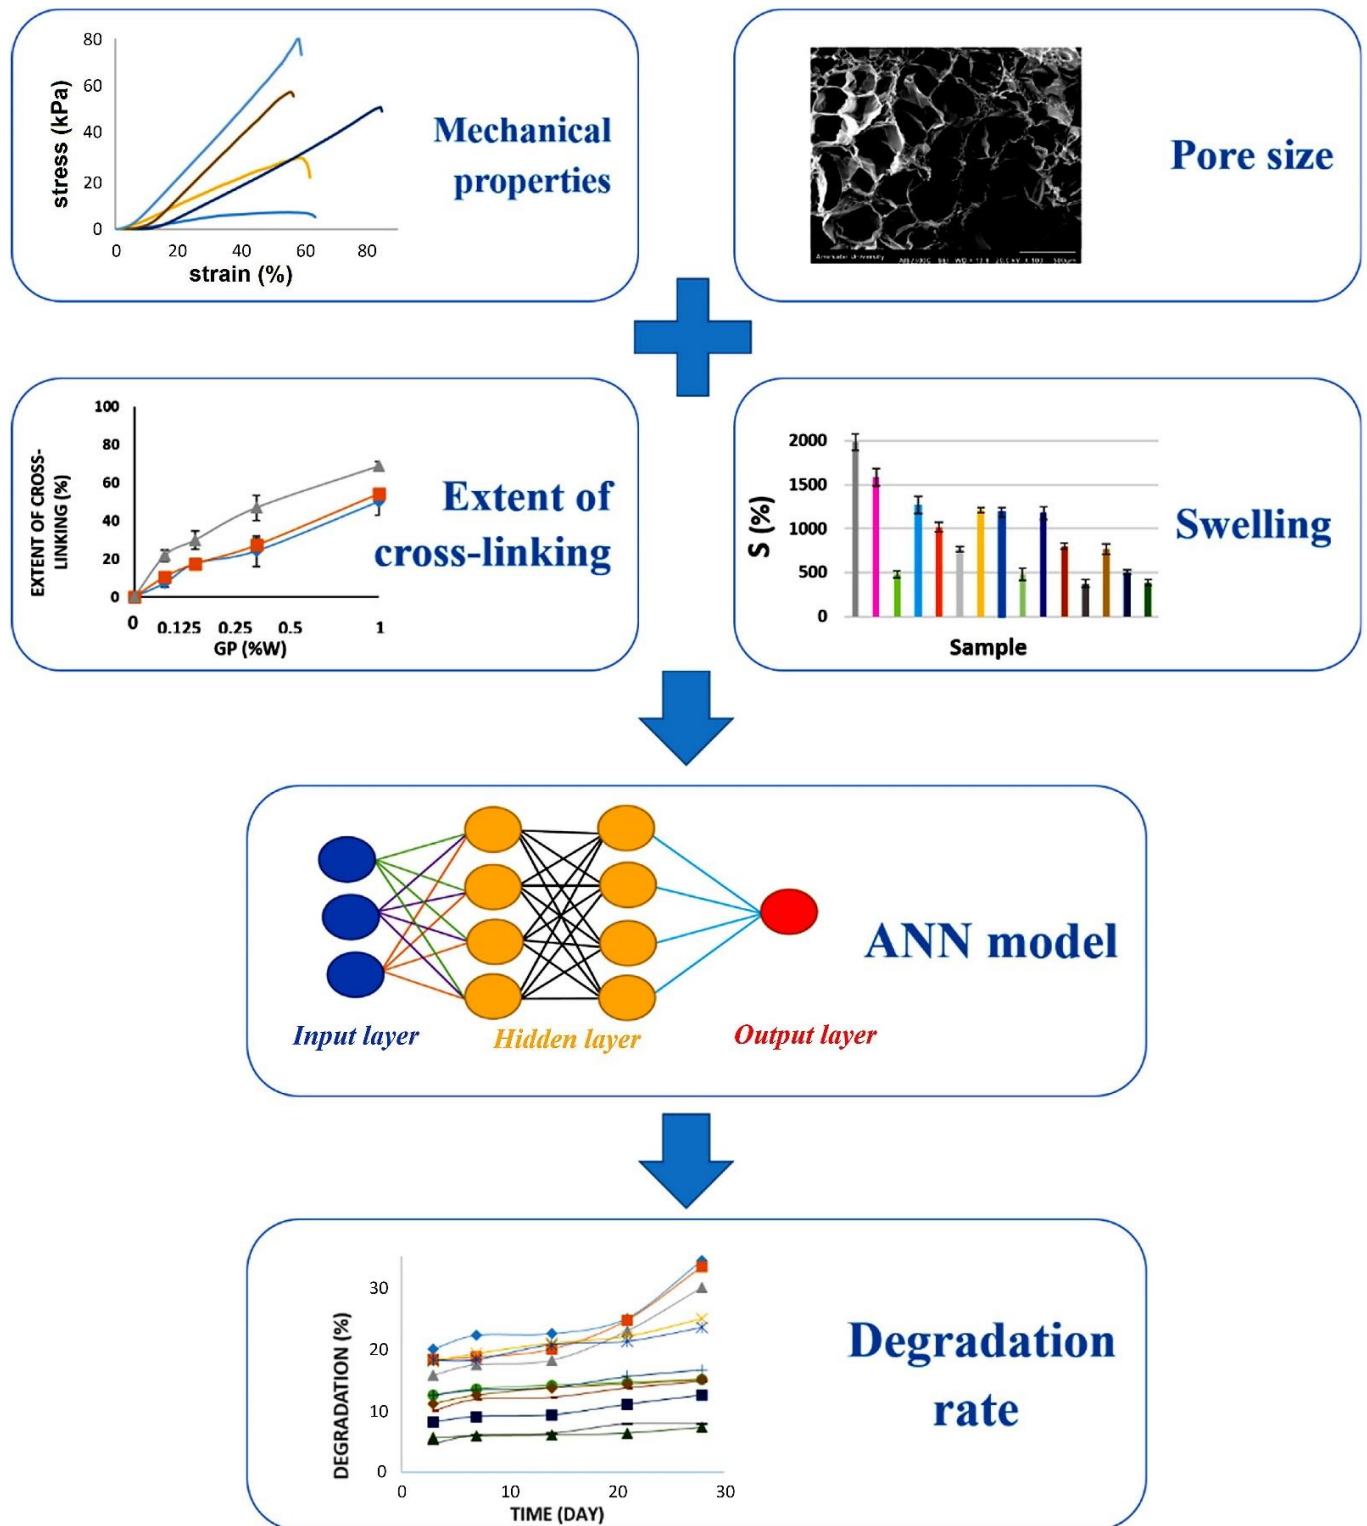 80
60
40
20
0
stress (kPa)
0 20 40 60 80
strain (%)
Mechanical
properties
Pore size
100
80
60
40
20
0
EXTENT OF CROSS-
LINKING (%)
0 0.125 0.25 0.5 1
GP (%W)
Extent of
cross-linking
2000
1500
1000
500
0
S (%)
Sample
Swelling
ANN model
Input layer
Hidden layer
Output layer
30
20
10
0
DEGRADATION (%)
0 10 20 30
TIME (DAY)
Degradation
rate